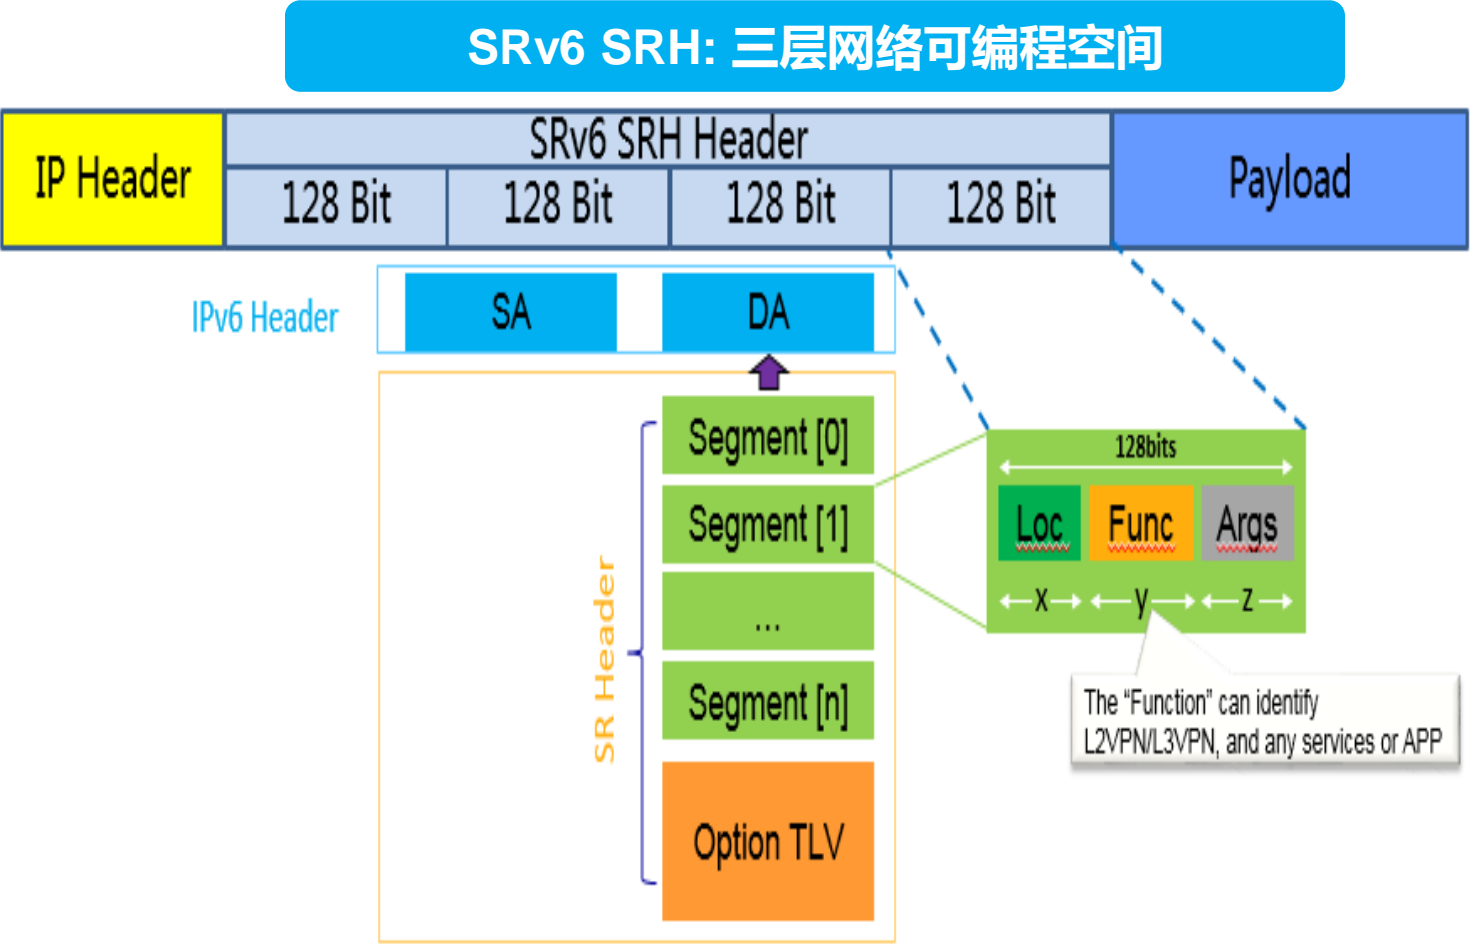 SRv6 SRH: 三层网络可编程空间
IP Header
SRv6 SRH Header
128 Bit
128 Bit
128 Bit
128 Bit
Payload
IPv6 Header
SA
DA
SR Header
Segment [0]
Segment [1]
...
Segment [n]
Option TLV
128bits
Loc
Func
Args
x
y
z
The “Function” can identify
L2VPN/L3VPN, and any services or APP